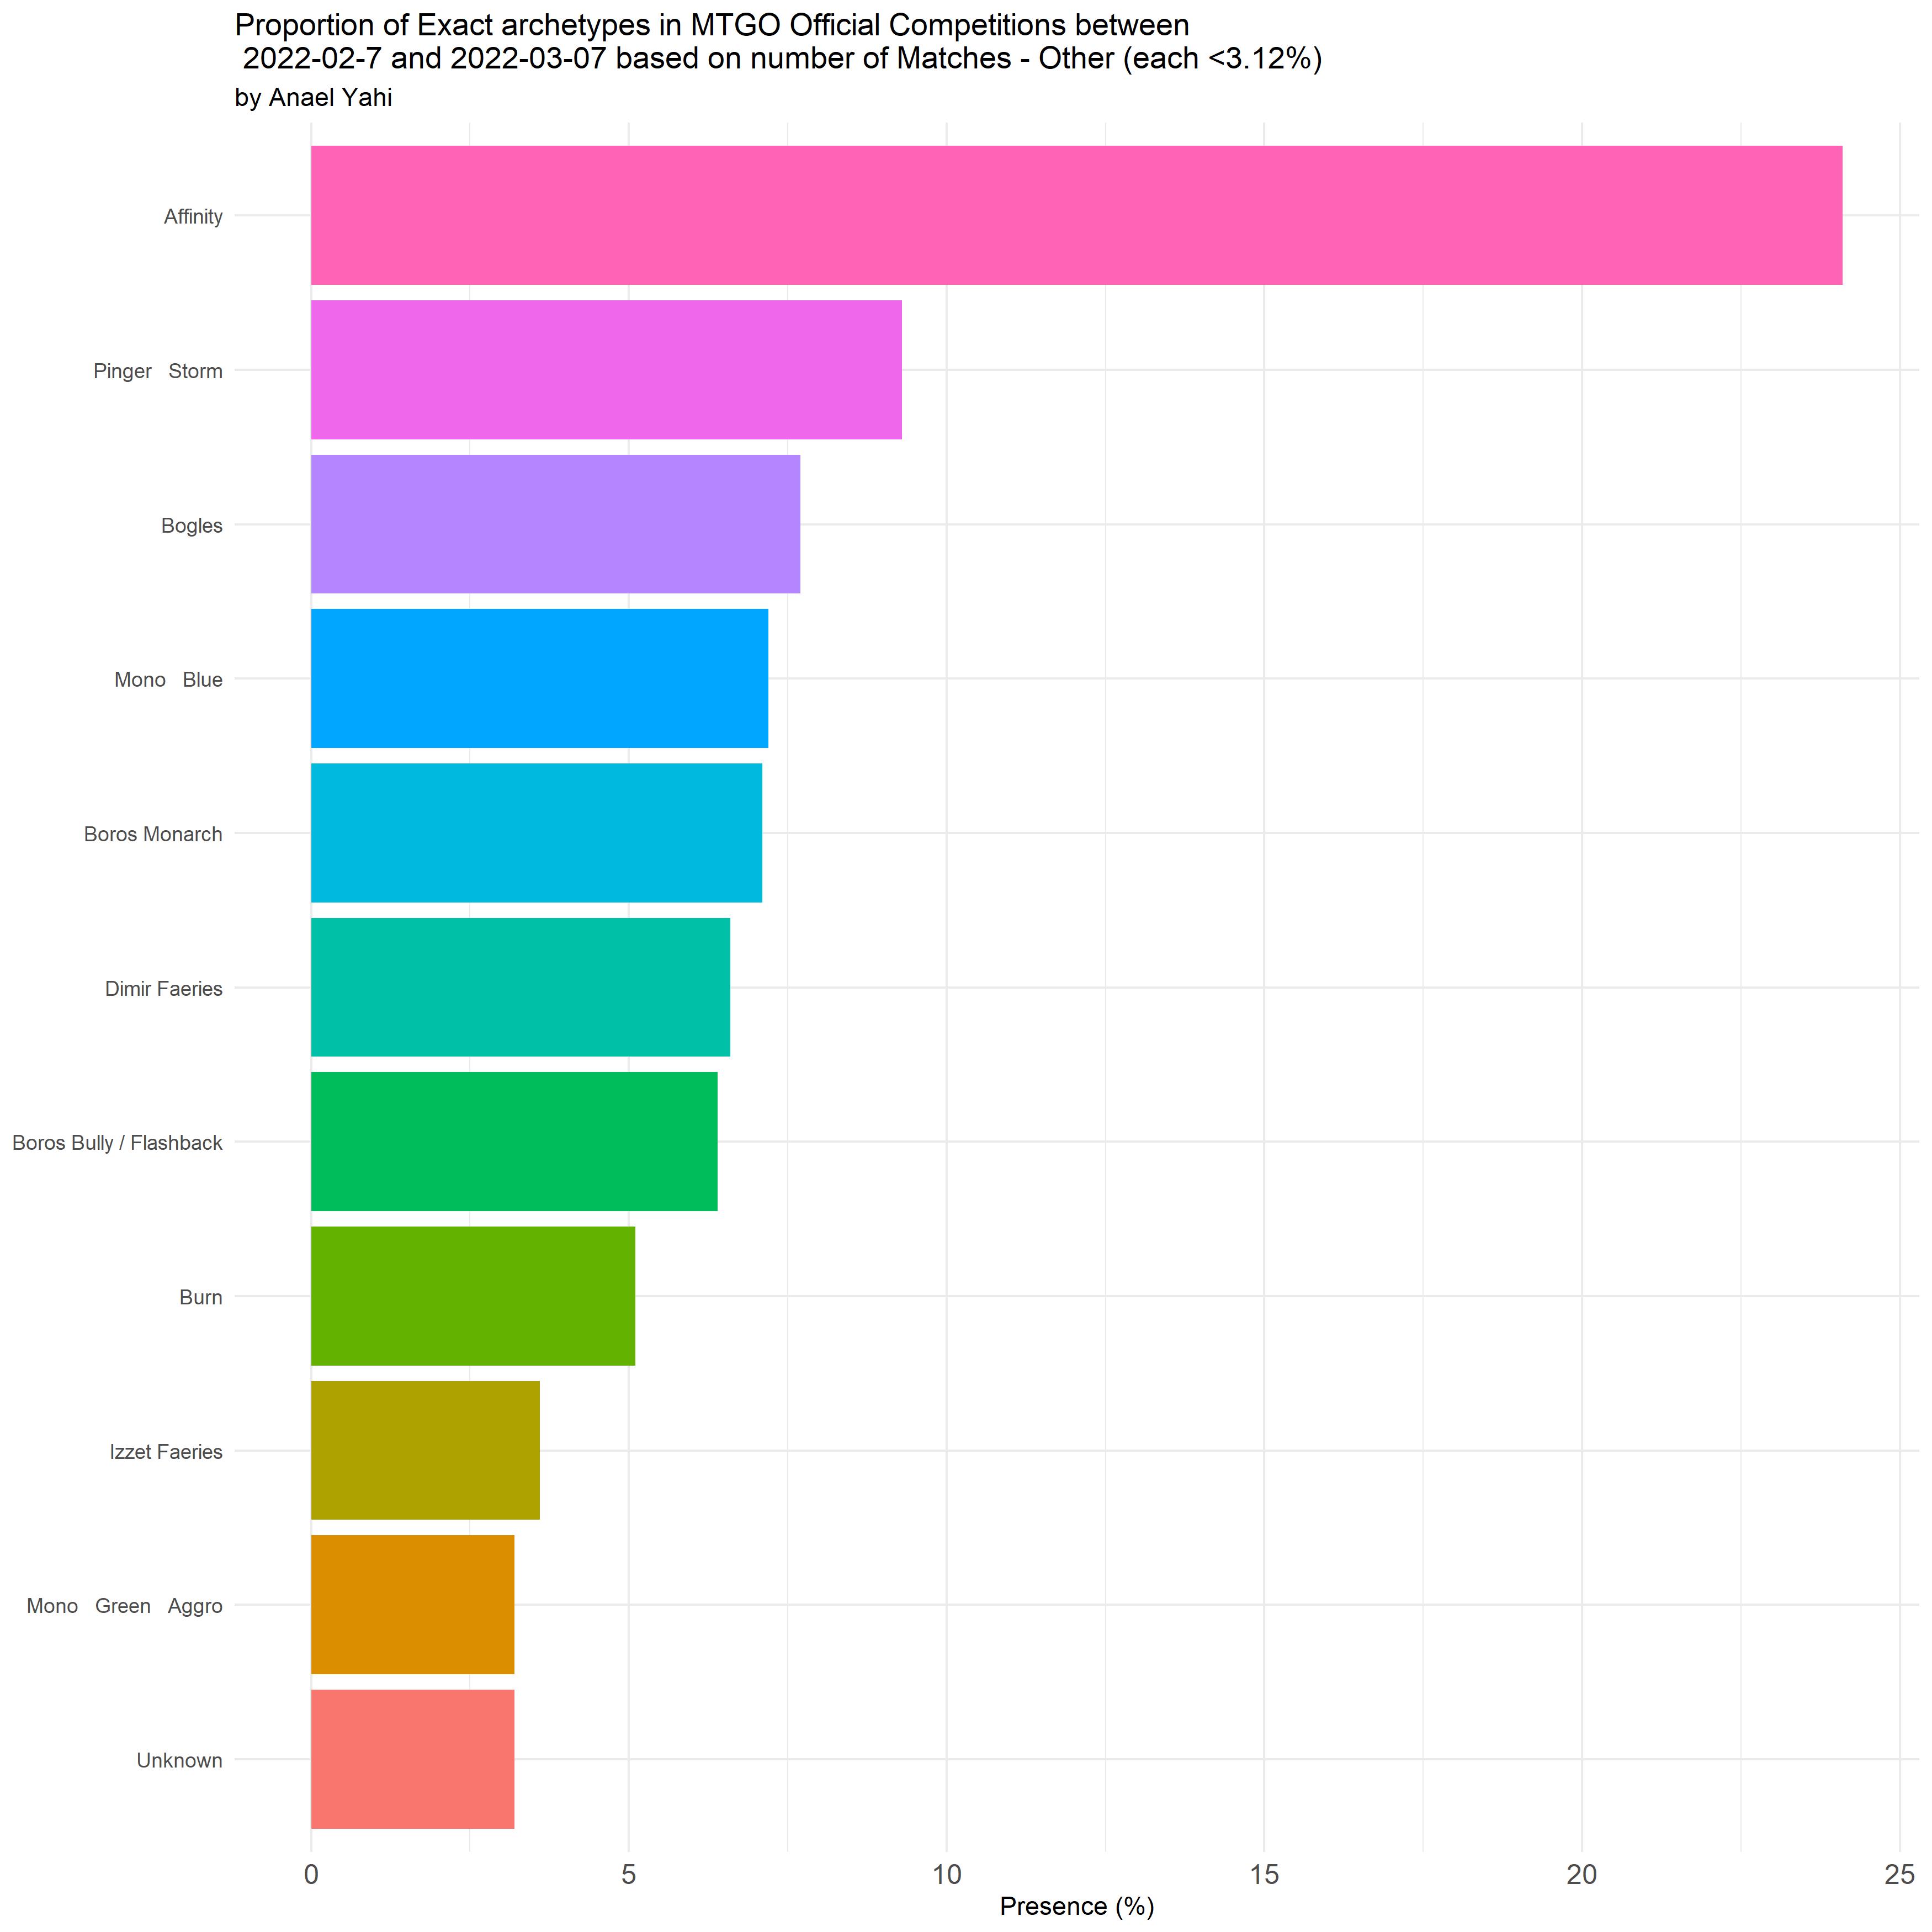 Proportion of Exact archetypes in MTGO Official Competitions between
2022-02-7 and 2022-03-07 based on number of Matches - Other (each <3.12%)
by Anael Yahi
Affinity
Pinger Storm
Bogles
Mono Blue
Boros Monarch
Dimir Faeries
Boros Bully / Flashback
Burn
Izzet Faeries
Mono Green Aggro
Unknown
0 5 10 15 20 25
Presence (%)